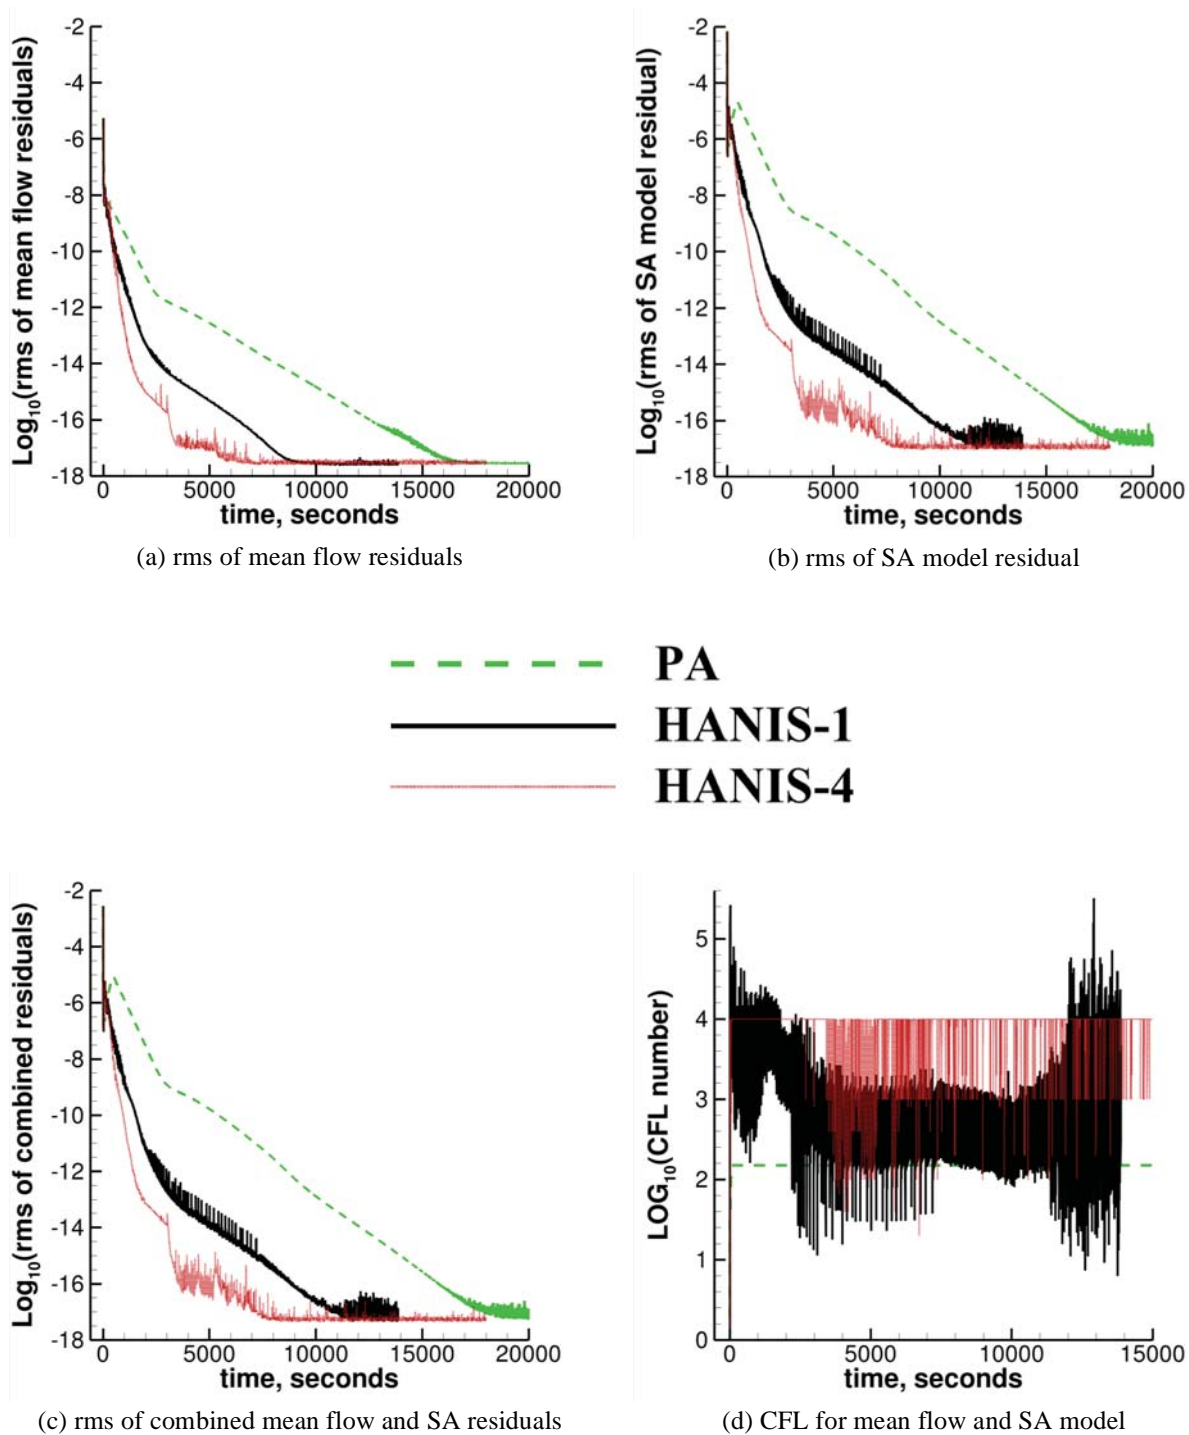 Log10(rms of mean flow residuals)
-2
-4
-6
-8
-10
-12
-14
-16
-18
0 5000 10000 15000 20000
time, seconds
(a) rms of mean flow residuals
Log10(rms of SA model residual)
-2
-4
-6
-8
-10
-12
-14
-16
-18
0 5000 10000 15000 20000
time, seconds
(b) rms of SA model residual
PA
HANIS-1
HANIS-4
Log10(rms of combined residuals)
-2
-4
-6
-8
-10
-12
-14
-16
-18
0 5000 10000 15000 20000
time, seconds
(c) rms of combined mean flow and SA residuals
LOG10(CFL number)
5
4
3
2
1
0
0 5000 10000 15000
time, seconds
(d) CFL for mean flow and SA model